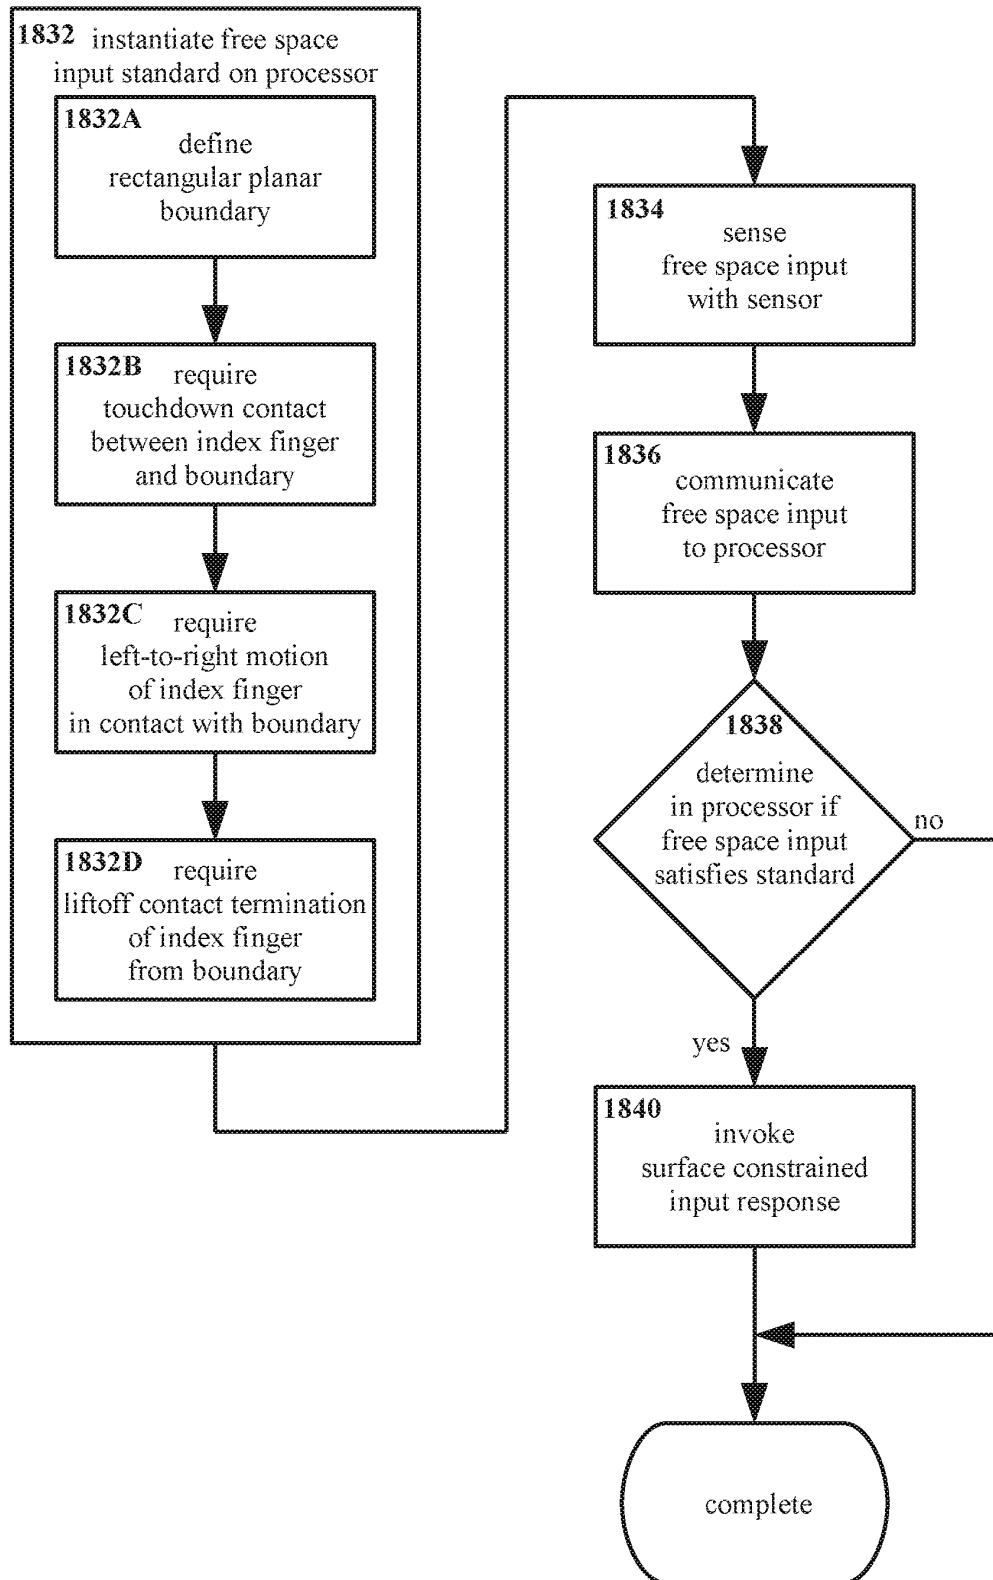 1832 instantiate free space
input standard on processor
1832A
define
rectangular planar
boundary
1832B require
touchdown contact
between index finger
and boundary
1832C require
left-to-right motion
of index finger
in contact with boundary
1832D require
liftoff contact termination
of index finger
from boundary
1834
sense
free space input
with sensor
1836
communicate
free space input
to processor
1838
determine
in processor if
free space input
satisfies standard
no
yes
1840
invoke
surface constrained
input response
complete